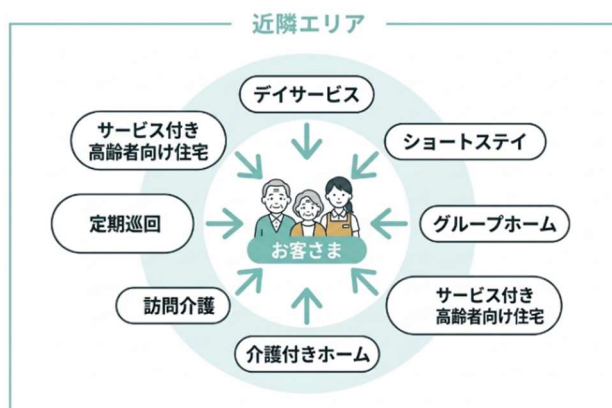 近隣エリア
デイサービス
サービス付き
高齢者向け住宅
ショートステイ
定期巡回
お客さま
グループホーム
訪問介護
サービス付き
高齢者向け住宅
介護付きホーム